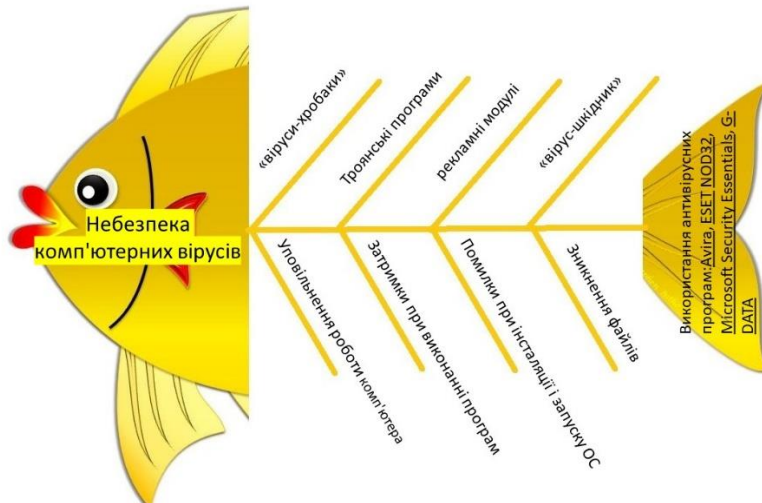 Небезпека
комп'ютерних вірусів
«віруси-хробаки»
Троянські програми
рекламні модулі
«вірус-шкідник»
Уповільнення роботи комп'ютера
Затримки при виконанні програм
Помилки при інсталяції і запуску ОС
Зникнення файлів
Використання антивірусних
програм:Avira, ESET NOD32,
Microsoft Security Essentials, G-
DATA